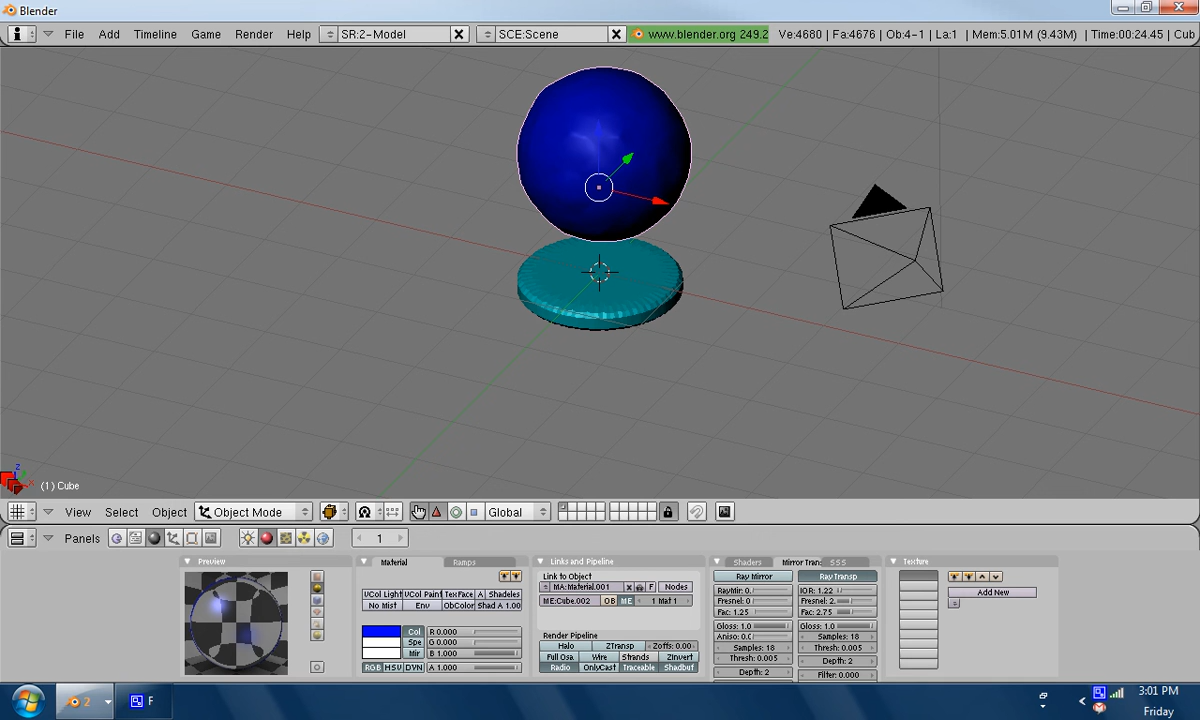 Blender
File Add Timeline Game Render Help SR:2-Model SCE:Scene www.blender.org 249.2 Ve:4680 | Fa:4676 | Ob:4-1 | La:1 | Mem:5.01M (9.43M) | Time:00:24.45 | Cub
z
x
(1) Cube
View Select Object Object Mode Global
Panels 1
Preview Material Ramps Links and Pipeline Shaders Mirror Trans SSS Texture
Link to Object
MA:Material.001 F Nodes
ME:Cube.002 OB ME 1 Mat 1
VCol Light VCol Paint TexFace A Shadeles
No Mist Env ObColor Shad A 1.00
Col R 0.000
Spe G 0.000
Mir B 1.000
RGB HSV DYN A 1.000
Render Pipeline
Halo ZTransp Zoffs: 0.00
Full Osa Wire Strands ZInvert
Radio OnlyCast Traceable Shadbuf
Ray Mirror Ray Transp
RayMir: 0. IOR: 1.22
Fresnel: 0 Fresnel: 2.
Fac: 1.25 Fac: 2.75
Gloss: 1.0 Gloss: 1.0
Aniso: 0.0 Samples: 18
Samples: 18 Thresh: 0.005
Thresh: 0.005 Depth: 2
Depth: 2 Filter: 0.000
Add New
2 F 3:01 PM
Friday